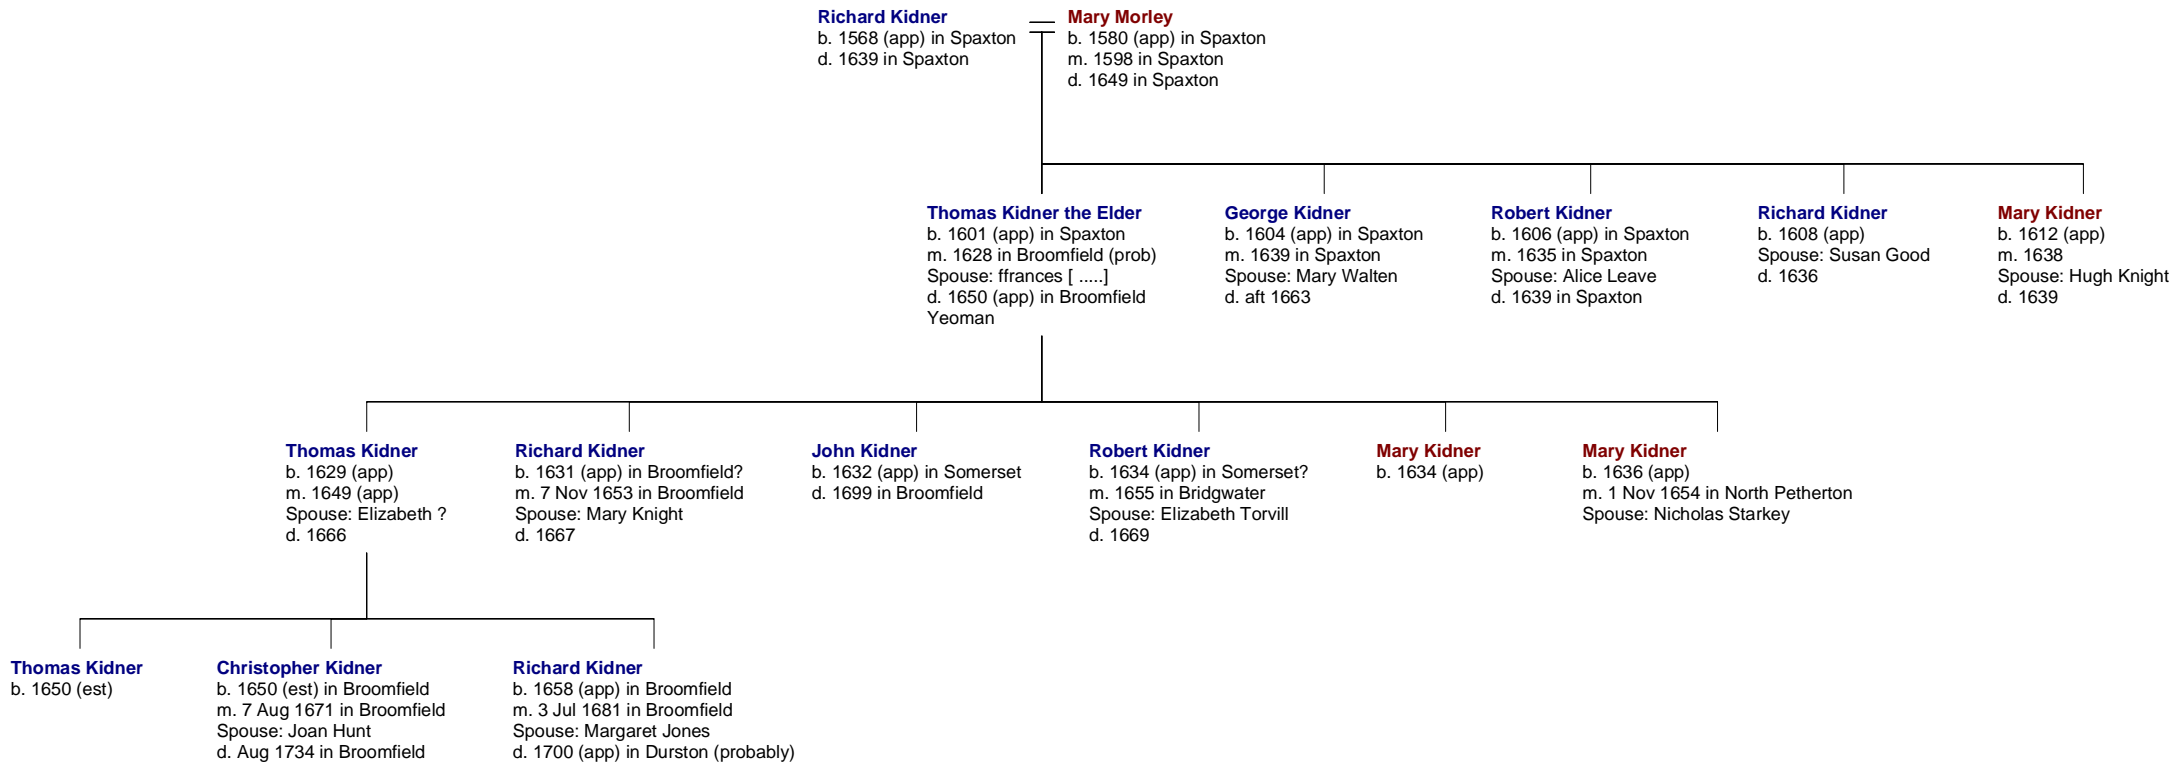 Richard Kidner
b. 1568 (app) in Spaxton
d. 1639 in Spaxton
Mary Morley
b. 1580 (app) in Spaxton
m. 1598 in Spaxton
d. 1649 in Spaxton
Thomas Kidner the Elder
b. 1601 (app) in Spaxton
m. 1628 in Broomfield (prob)
Spouse: ffrances [ .....]
d. 1650 (app) in Broomfield
Yeoman
George Kidner
b. 1604 (app) in Spaxton
m. 1639 in Spaxton
Spouse: Mary Walten
d. aft 1663
Robert Kidner
b. 1606 (app) in Spaxton
m. 1635 in Spaxton
Spouse: Alice Leave
d. 1639 in Spaxton
Richard Kidner
b. 1608 (app)
Spouse: Susan Good
d. 1636
Mary Kidner
b. 1612 (app)
m. 1638
Spouse: Hugh Knight
d. 1639
Thomas Kidner
b. 1629 (app)
m. 1649 (app)
Spouse: Elizabeth ?
d. 1666
Richard Kidner
b. 1631 (app) in Broomfield?
m. 7 Nov 1653 in Broomfield
Spouse: Mary Knight
d. 1667
John Kidner
b. 1632 (app) in Somerset
d. 1699 in Broomfield
Robert Kidner
b. 1634 (app) in Somerset?
m. 1655 in Bridgwater
Spouse: Elizabeth Torvill
d. 1669
Mary Kidner
b. 1634 (app)
Mary Kidner
b. 1636 (app)
m. 1 Nov 1654 in North Petherton
Spouse: Nicholas Starkey
Thomas Kidner
b. 1650 (est)
Christopher Kidner
b. 1650 (est) in Broomfield
m. 7 Aug 1671 in Broomfield
Spouse: Joan Hunt
d. Aug 1734 in Broomfield
Richard Kidner
b. 1658 (app) in Broomfield
m. 3 Jul 1681 in Broomfield
Spouse: Margaret Jones
d. 1700 (app) in Durston (probably)